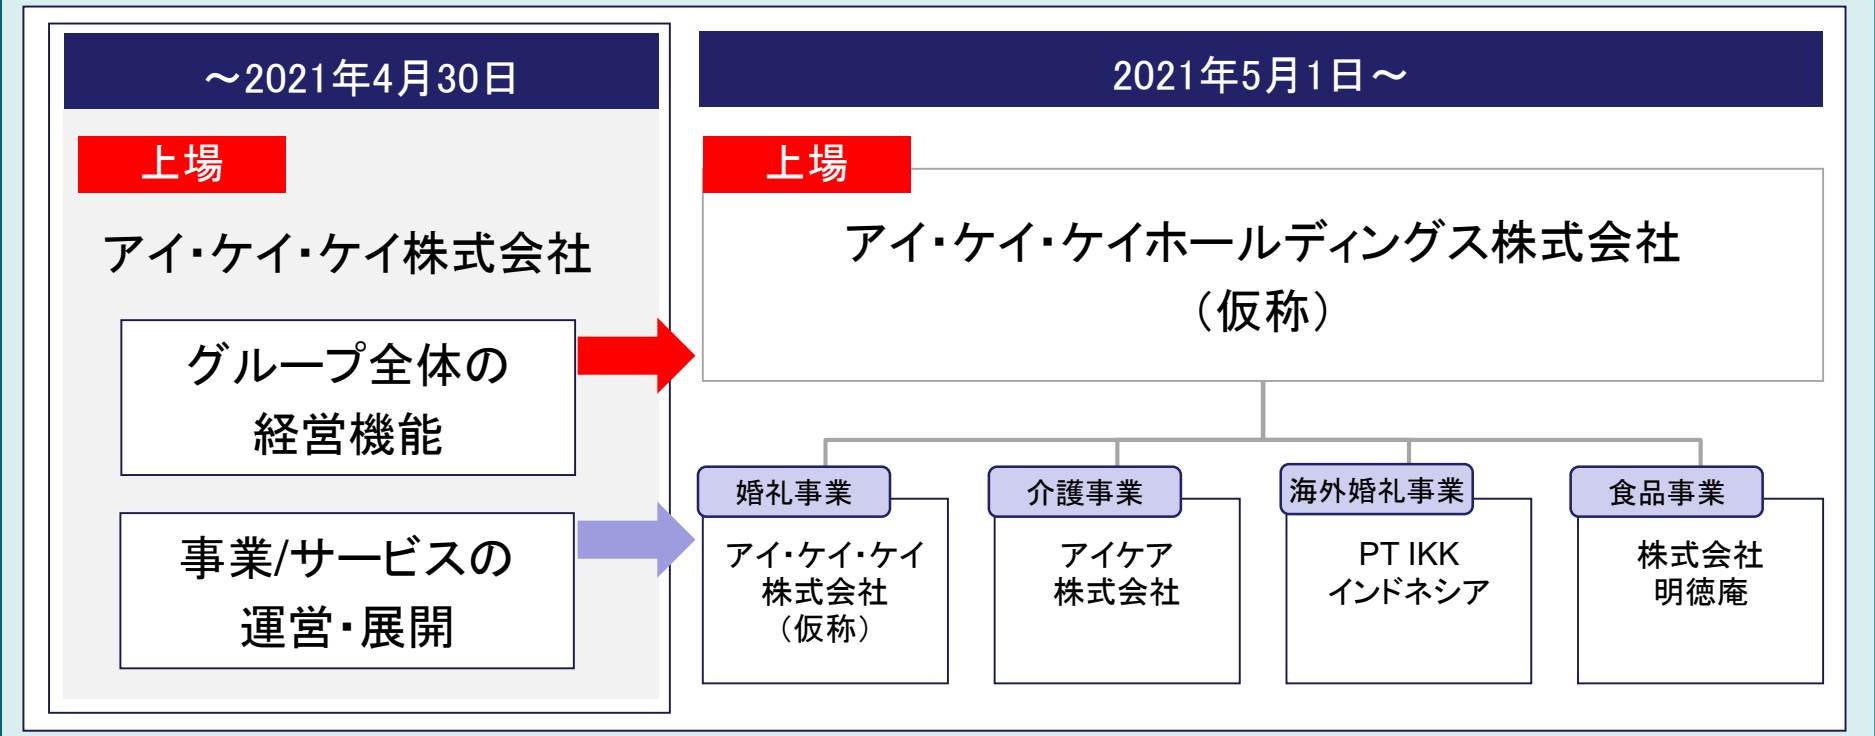 ～2021年4月30日
上場
アイ・ケイ・ケイ株式会社
グループ全体の
経営機能
事業/サービスの
運営・展開
2021年5月1日～
上場
アイ・ケイ・ケイホールディングス株式会社
（仮称）
婚礼事業
アイ・ケイ・ケイ
株式会社
（仮称）
介護事業
アイケア
株式会社
海外婚礼事業
PT IKK
インドネシア
食品事業
株式会社
明徳庵